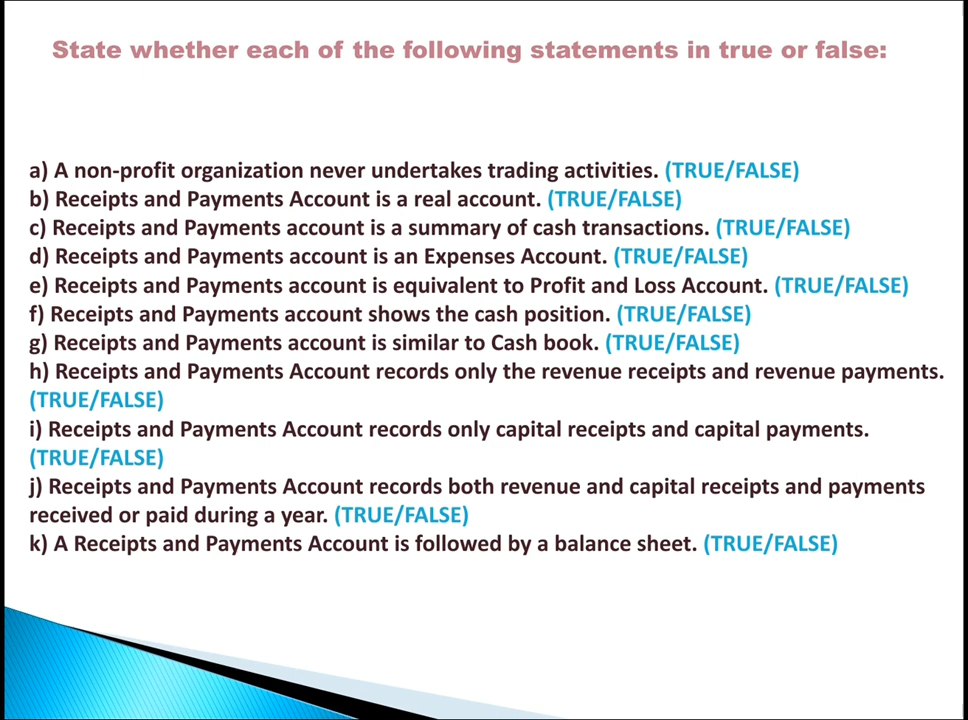 State whether each of the following statements in true or false:
a) A non-profit organization never undertakes trading activities. (TRUE/FALSE)
b) Receipts and Payments Account is a real account. (TRUE/FALSE)
c) Receipts and Payments account is a summary of cash transactions. (TRUE/FALSE)
d) Receipts and Payments account is an Expenses Account. (TRUE/FALSE)
e) Receipts and Payments account is equivalent to Profit and Loss Account. (TRUE/FALSE)
f) Receipts and Payments account shows the cash position. (TRUE/FALSE)
g) Receipts and Payments account is similar to Cash book. (TRUE/FALSE)
h) Receipts and Payments Account records only the revenue receipts and revenue payments.
(TRUE/FALSE)
i) Receipts and Payments Account records only capital receipts and capital payments.
(TRUE/FALSE)
j) Receipts and Payments Account records both revenue and capital receipts and payments
received or paid during a year. (TRUE/FALSE)
k) A Receipts and Payments Account is followed by a balance sheet. (TRUE/FALSE)